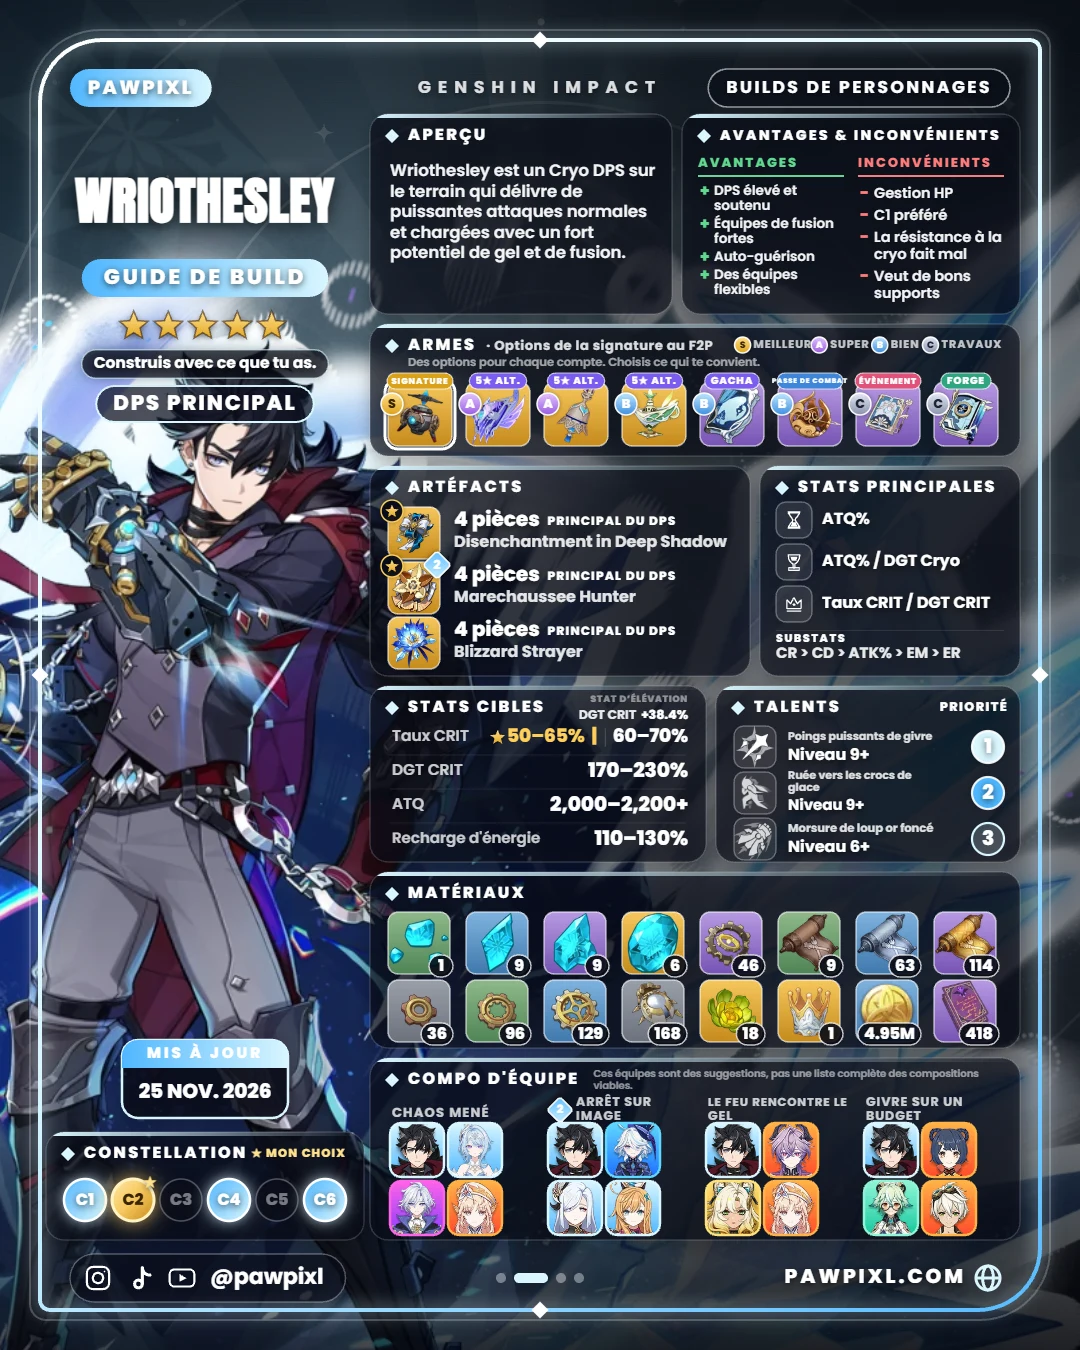 PAWPIXL
GENSHIN IMPACT
BUILDS DE PERSONNAGES
WRIOTHESLEY
GUIDE DE BUILD
Construis avec ce que tu as.
DPS PRINCIPAL
APERÇU
Wriothesley est un Cryo DPS sur
le terrain qui délivre de
puissantes attaques normales
et chargées avec un fort
potentiel de gel et de fusion.
AVANTAGES & INCONVÉNIENTS
AVANTAGES
+ DPS élevé et
soutenu
+ Équipes de fusion
fortes
+ Auto-guérison
+ Des équipes
flexibles
INCONVÉNIENTS
– Gestion HP
– C1 préféré
– La résistance à la
cryo fait mal
– Veut de bons
supports
ARMES · Options de la signature au F2P
S MEILLEUR A SUPER B BIEN C TRAVAUX
Des options pour chaque compte. Choisis ce qui te convient.
SIGNATURE 5★ ALT. 5★ ALT. 5★ ALT. GACHA PASSE DE COMBAT ÉVÉNEMENT FORGE
S A A B B B C C
ARTÉFACTS
4 pièces PRINCIPAL DU DPS
Disenchantment in Deep Shadow
2
4 pièces PRINCIPAL DU DPS
Marechaussee Hunter
4 pièces PRINCIPAL DU DPS
Blizzard Strayer
STATS PRINCIPALES
ATQ%
ATQ% / DGT Cryo
Taux CRIT / DGT CRIT
SUBSTATS
CR > CD > ATK% > EM > ER
STATS CIBLES
STAT D'ÉLÉVATION
DGT CRIT +38.4%
Taux CRIT ★50–65% | 60–70%
DGT CRIT 170–230%
ATQ 2,000–2,200+
Recharge d'énergie 110–130%
TALENTS PRIORITÉ
Poings puissants de givre
Niveau 9+
1
Ruée vers les crocs de
glace
Niveau 9+
2
Morsure de loup or foncé
Niveau 6+
3
MATÉRIAUX
1 9 9 6 46 9 63 114
36 96 129 168 18 1 4.95M 418
COMPO D'ÉQUIPE
Ces équipes sont des suggestions, pas une liste complète des compositions
viables.
CHAOS MENÉ
2
ARRÊT SUR
IMAGE
LE FEU RENCONTRE LE
GEL
GIVRE SUR UN
BUDGET
MIS À JOUR
25 NOV. 2026
CONSTELLATION ★ MON CHOIX
C1 C2 C3 C4 C5 C6
@pawpixl
PAWPIXL.COM